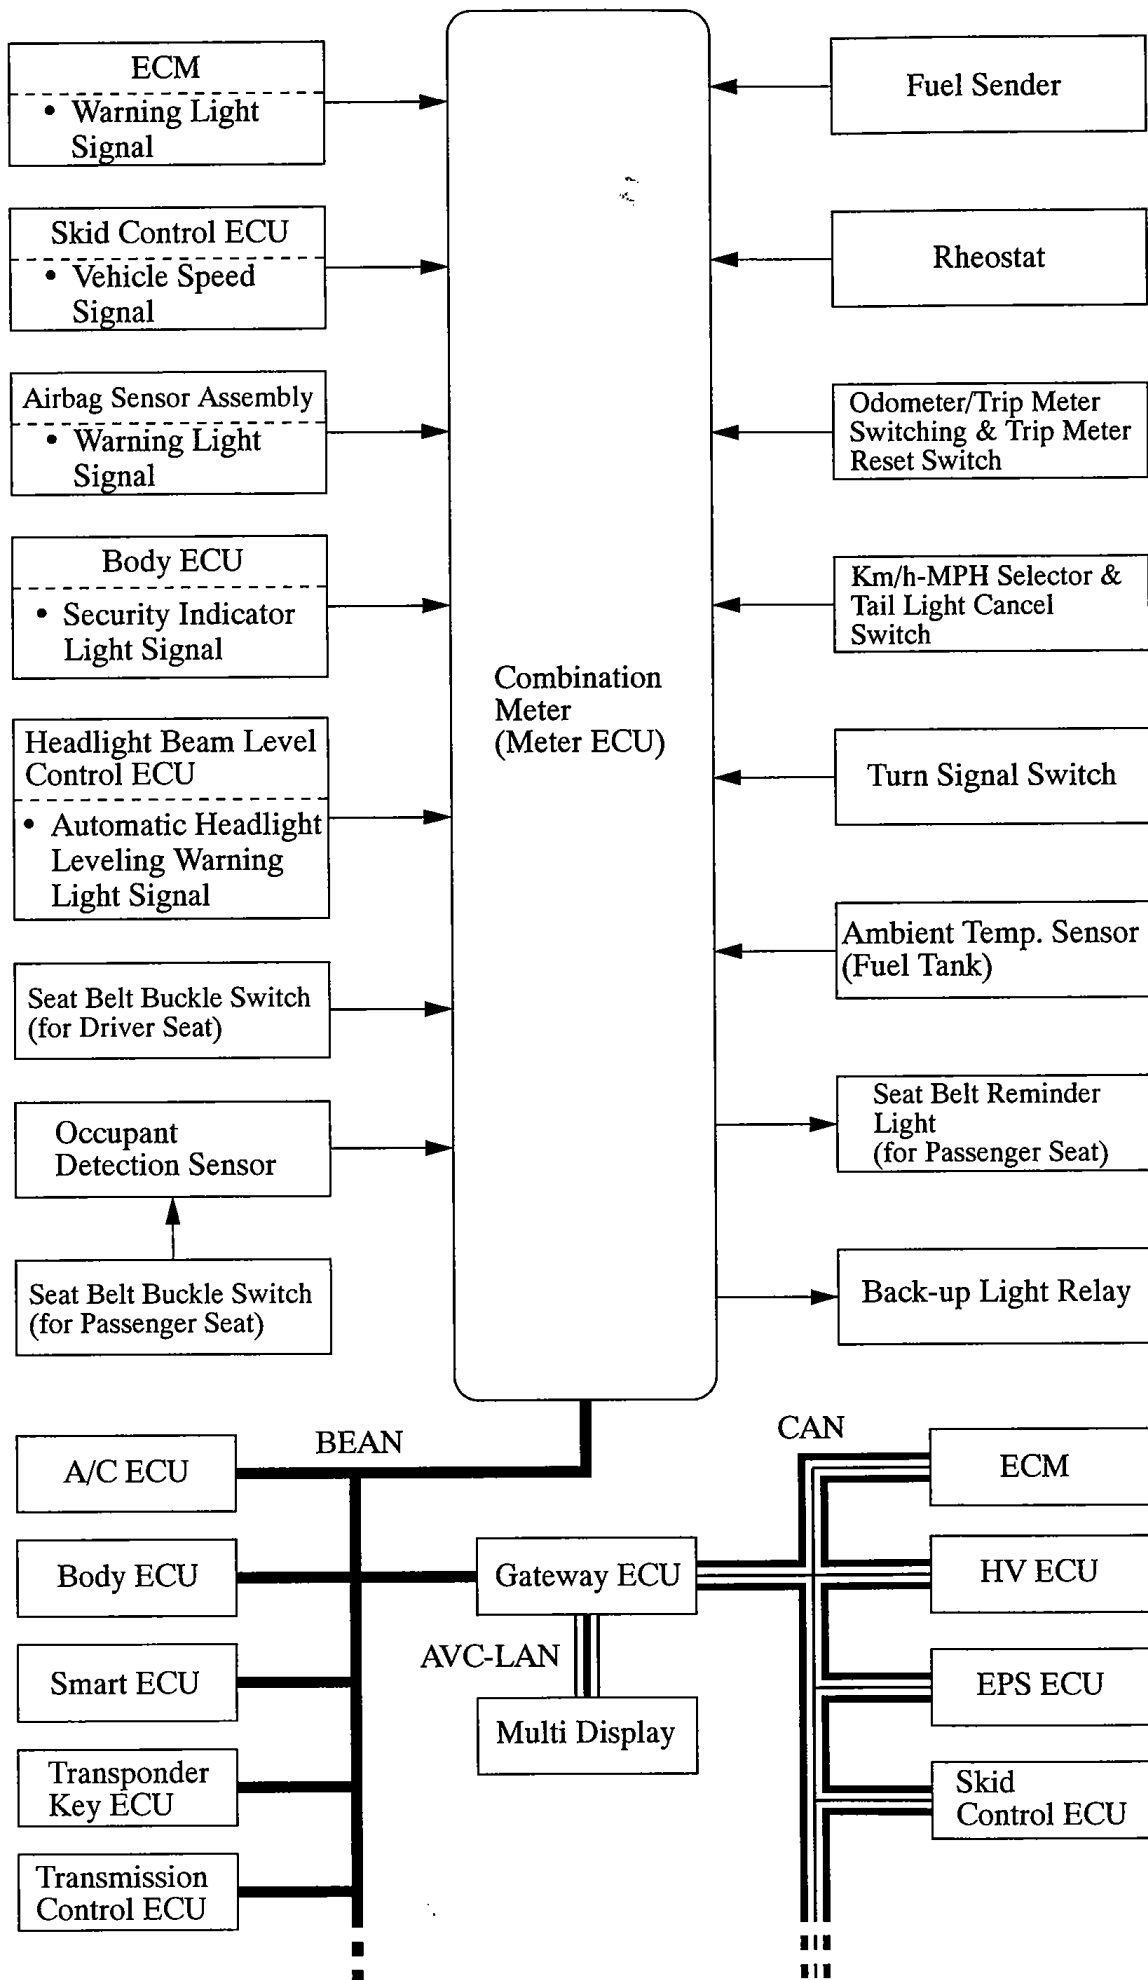 ECM
• Warning Light
Signal
Skid Control ECU
• Vehicle Speed
Signal
Airbag Sensor Assembly
• Warning Light
Signal
Body ECU
• Security Indicator
Light Signal
Headlight Beam Level
Control ECU
• Automatic Headlight
Leveling Warning
Light Signal
Seat Belt Buckle Switch
(for Driver Seat)
Occupant
Detection Sensor
Seat Belt Buckle Switch
(for Passenger Seat)
Combination
Meter
(Meter ECU)
Fuel Sender
Rheostat
Odometer/Trip Meter
Switching & Trip Meter
Reset Switch
Km/h-MPH Selector &
Tail Light Cancel
Switch
Turn Signal Switch
Ambient Temp. Sensor
(Fuel Tank)
Seat Belt Reminder
Light
(for Passenger Seat)
Back-up Light Relay
BEAN
A/C ECU
Body ECU
Smart ECU
Transponder
Key ECU
Transmission
Control ECU
Gateway ECU
AVC-LAN
Multi Display
CAN
ECM
HV ECU
EPS ECU
Skid
Control ECU